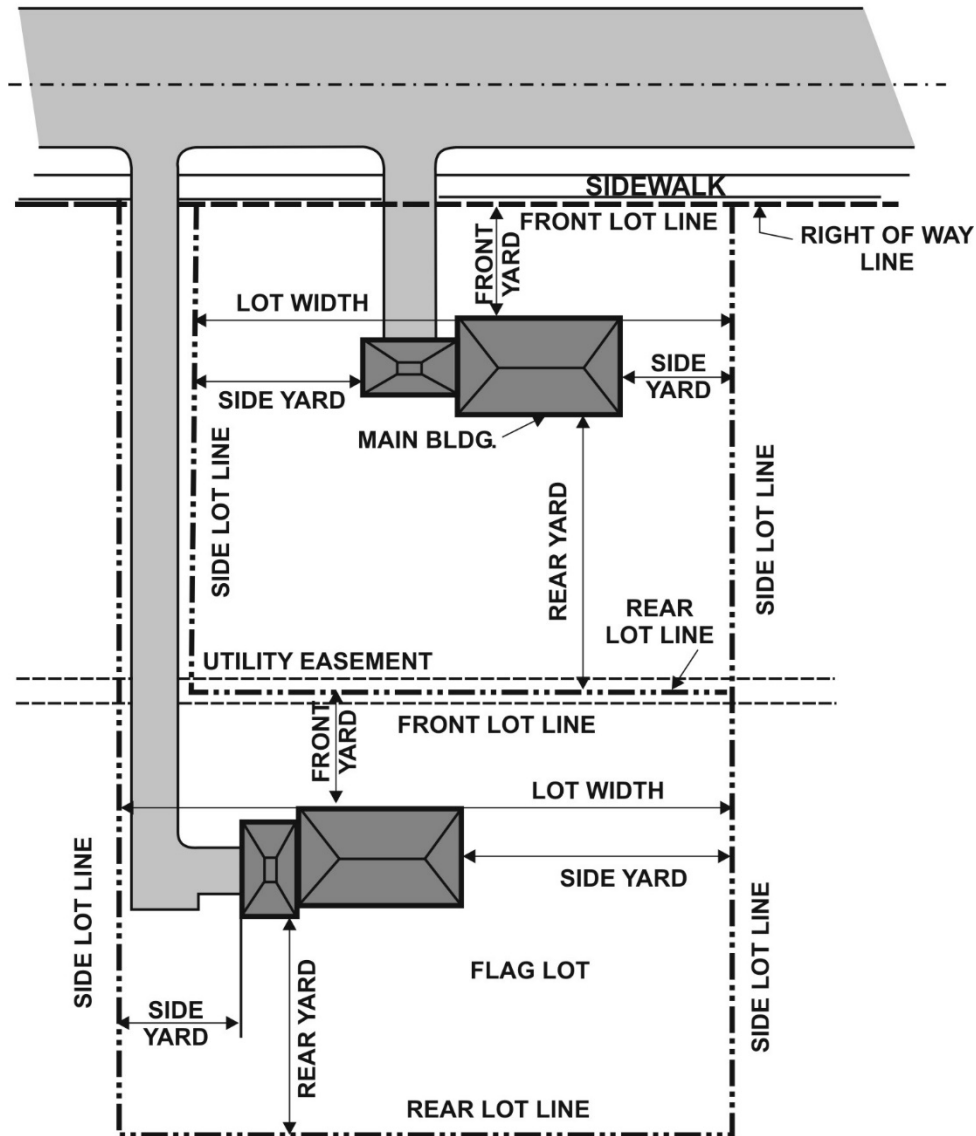 SIDEWALK
FRONT LOT LINE
RIGHT OF WAY
LINE
FRONT
YARD
LOT WIDTH
SIDE
YARD
SIDE YARD
MAIN BLDG.
SIDE LOT LINE
REAR YARD
SIDE LOT LINE
REAR
LOT LINE
UTILITY EASEMENT
FRONT LOT LINE
FRONT
YARD
LOT WIDTH
SIDE YARD
SIDE LOT LINE
FLAG LOT
SIDE LOT LINE
SIDE
YARD
REAR YARD
REAR LOT LINE